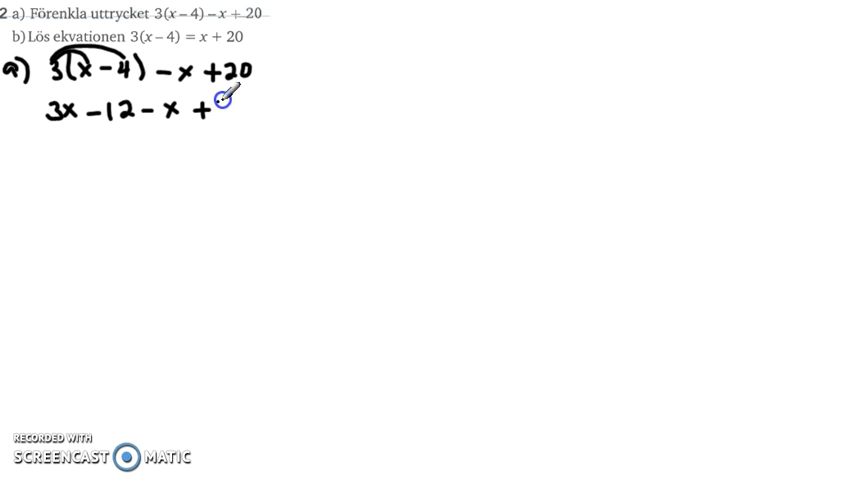 2 a) Förenkla uttrycket 3(x – 4) – x + 20
b) Lös ekvationen 3(x – 4) = x + 20
a) 3(x – 4) – x + 20
3x – 12 – x +
RECORDED WITH
SCREENCAST MATIC